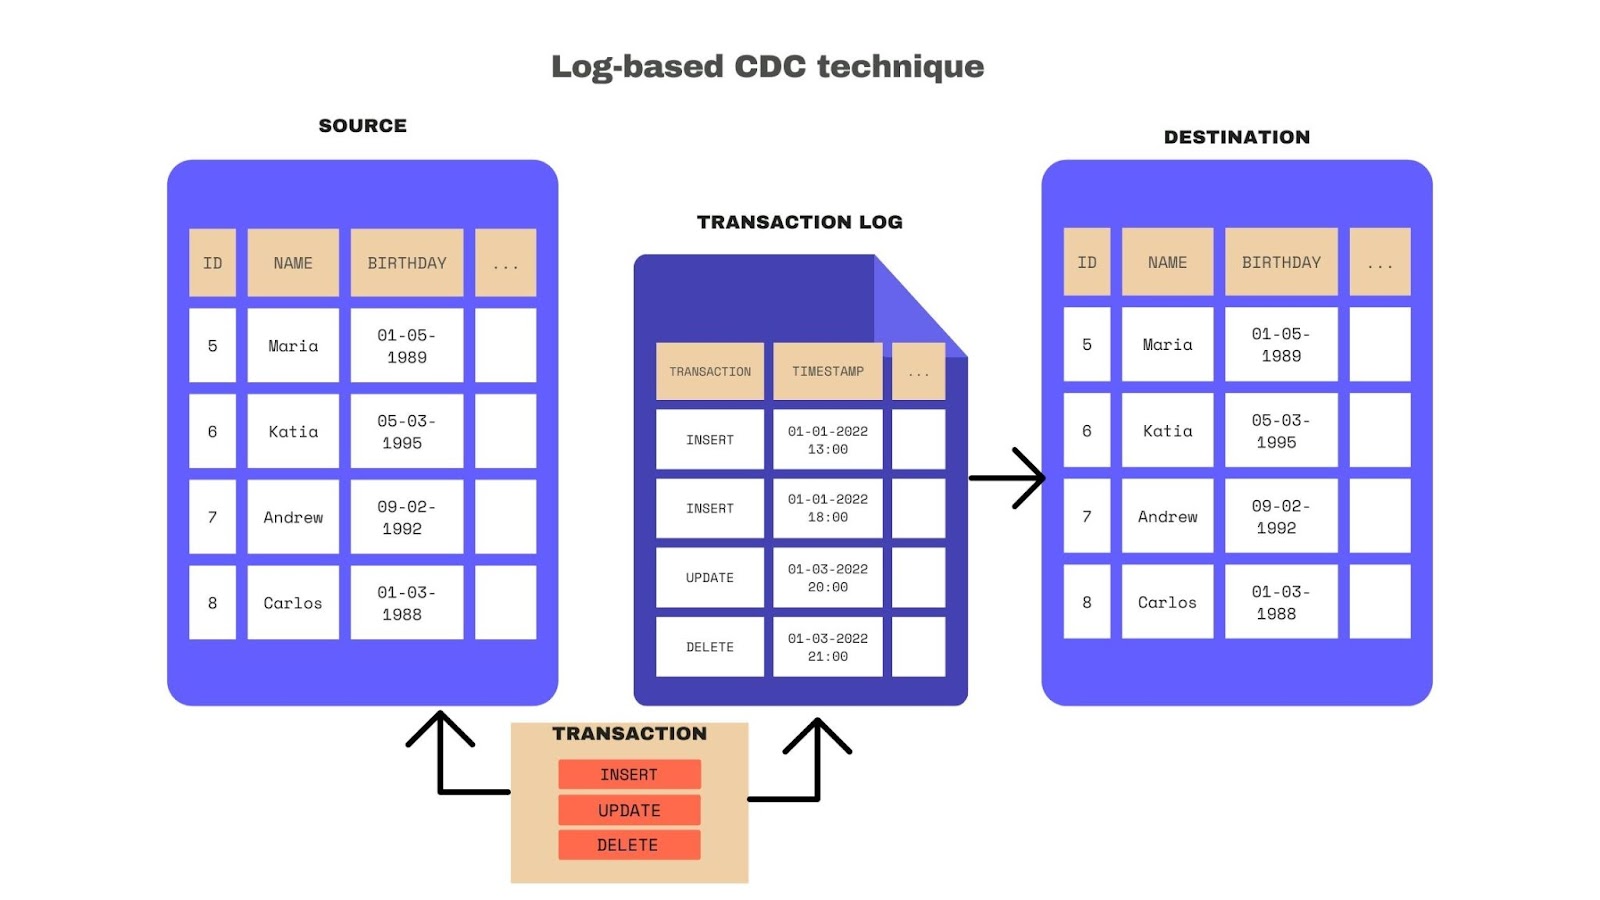 Log-based CDC technique
SOURCE
ID NAME BIRTHDAY ...
5 Maria 01-05-
1989
6 Katia 05-03-
1995
7 Andrew 09-02-
1992
8 Carlos 01-03-
1988
TRANSACTION LOG
TRANSACTION TIMESTAMP ...
INSERT 01-01-2022
13:00
INSERT 01-01-2022
18:00
UPDATE 01-03-2022
20:00
DELETE 01-03-2022
21:00
DESTINATION
ID NAME BIRTHDAY ...
5 Maria 01-05-
1989
6 Katia 05-03-
1995
7 Andrew 09-02-
1992
8 Carlos 01-03-
1988
TRANSACTION
INSERT
UPDATE
DELETE